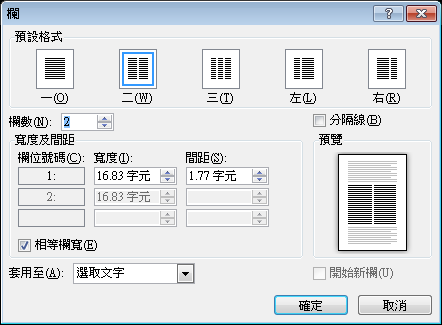 欄
預設格式
一(O) 二(W) 三(T) 左(L) 右(R)
欄數(N): 2
分隔線(B)
寬度及間距
預覽
欄位號碼(C): 寬度(I): 間距(S):
1: 16.83 字元 1.77 字元
2: 16.83 字元
相等欄寬(E)
套用至(A): 選取文字
開始新欄(U)
確定 取消